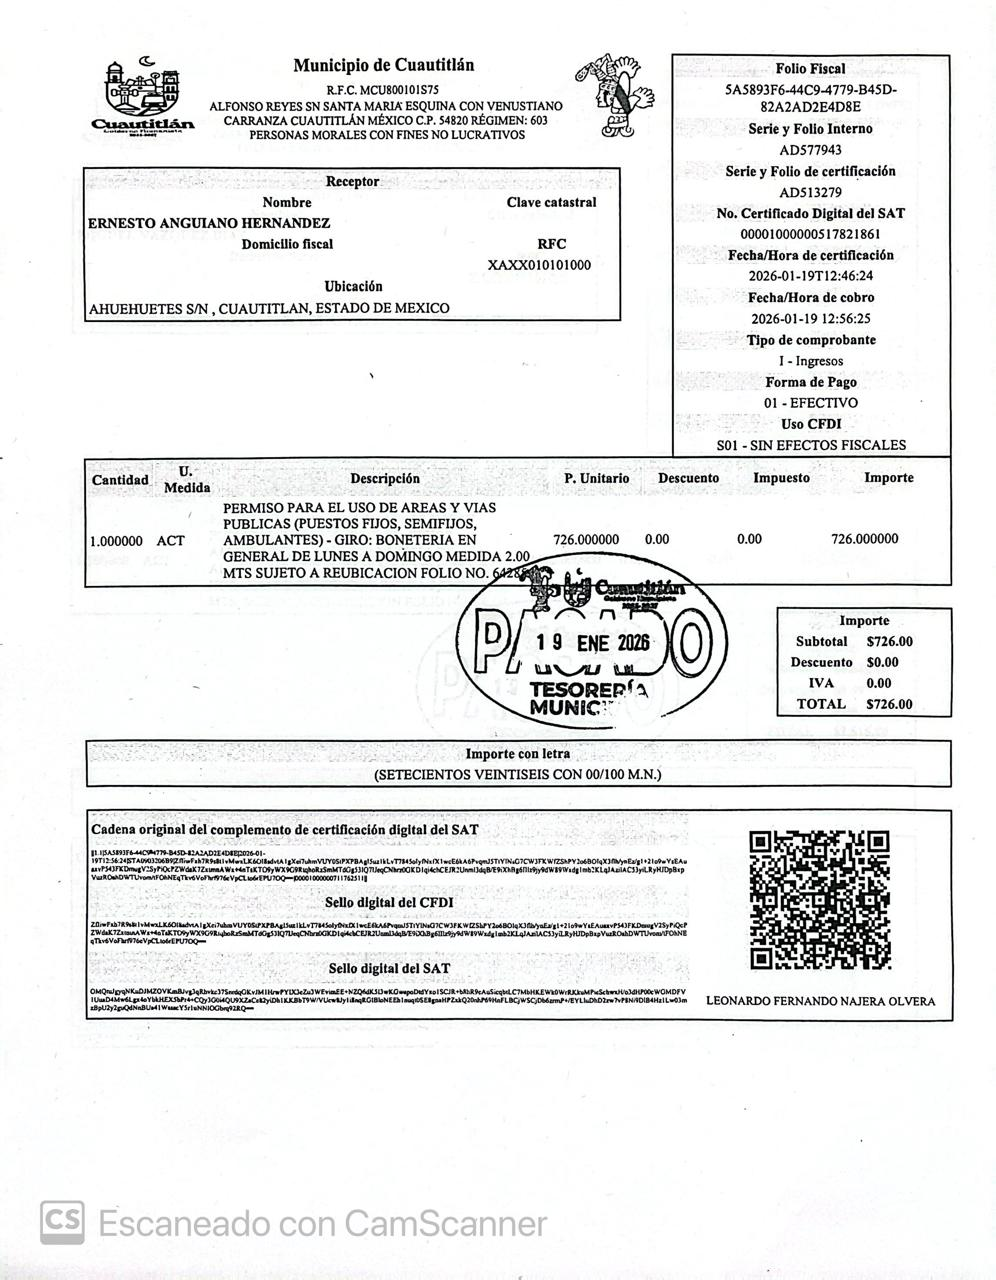 Cuautitlán
Municipio de Cuautitlán
R.F.C. MCU800101S75
ALFONSO REYES SN SANTA MARIA ESQUINA CON VENUSTIANO
CARRANZA CUAUTITLÁN MÉXICO C.P. 54820 RÉGIMEN: 603
PERSONAS MORALES CON FINES NO LUCRATIVOS
Folio Fiscal
5A5893F6-44C9-4779-B45D-
82A2AD2E4D8E
Serie y Folio Interno
AD577943
Serie y Folio de certificación
AD513279
No. Certificado Digital del SAT
00001000000517821861
Fecha/Hora de certificación
2026-01-19T12:46:24
Fecha/Hora de cobro
2026-01-19 12:56:25
Tipo de comprobante
I - Ingresos
Forma de Pago
01 - EFECTIVO
Uso CFDI
S01 - SIN EFECTOS FISCALES
Receptor
Nombre Clave catastral
ERNESTO ANGUIANO HERNANDEZ
Domicilio fiscal RFC
XAXX010101000
Ubicación
AHUEHUETES S/N , CUAUTITLAN, ESTADO DE MEXICO
Cantidad U. Medida Descripción P. Unitario Descuento Impuesto Importe
PERMISO PARA EL USO DE AREAS Y VIAS
PUBLICAS (PUESTOS FIJOS, SEMIFIJOS,
1.000000 ACT AMBULANTES) - GIRO: BONETERIA EN 726.000000 0.00 0.00 726.000000
GENERAL DE LUNES A DOMINGO MEDIDA 2.00
MTS SUJETO A REUBICACION FOLIO NO.
Cuautitlán
PAGADO
19 ENE 2026
TESORERÍA
Importe
Subtotal $726.00
Descuento $0.00
IVA 0.00
TOTAL $726.00
Importe con letra
(SETECIENTOS VEINTISEIS CON 00/100 M.N.)
Cadena original del complemento de certificación digital del SAT
Sello digital del CFDI
Sello digital del SAT
LEONARDO FERNANDO NAJERA OLVERA
CS Escaneado con CamScanner